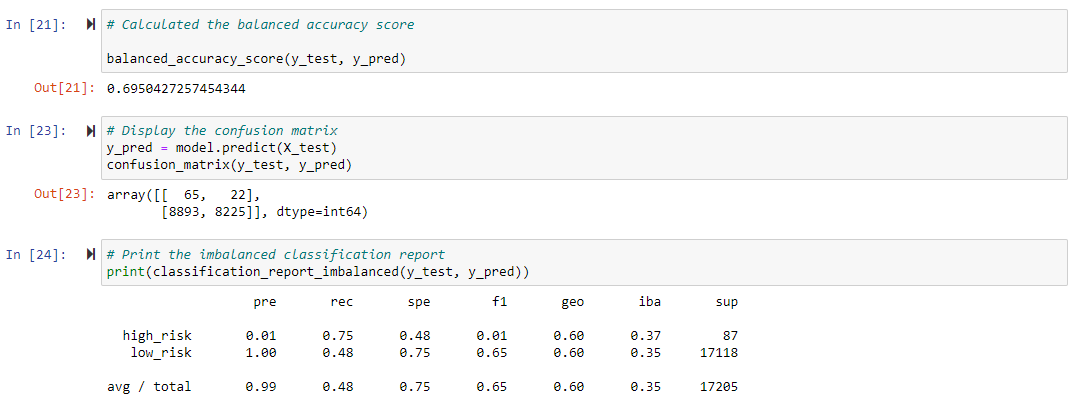 In [21]: # Calculated the balanced accuracy score
balanced_accuracy_score(y_test, y_pred)
Out[21]: 0.6950427257454344
In [23]: # Display the confusion matrix
y_pred = model.predict(X_test)
confusion_matrix(y_test, y_pred)
Out[23]: array([[  65,   22],
[8893, 8225]], dtype=int64)
In [24]: # Print the imbalanced classification report
print(classification_report_imbalanced(y_test, y_pred))
pre rec spe f1 geo iba sup
high_risk 0.01 0.75 0.48 0.01 0.60 0.37 87
low_risk 1.00 0.48 0.75 0.65 0.60 0.35 17118
avg / total 0.99 0.48 0.75 0.65 0.60 0.35 17205